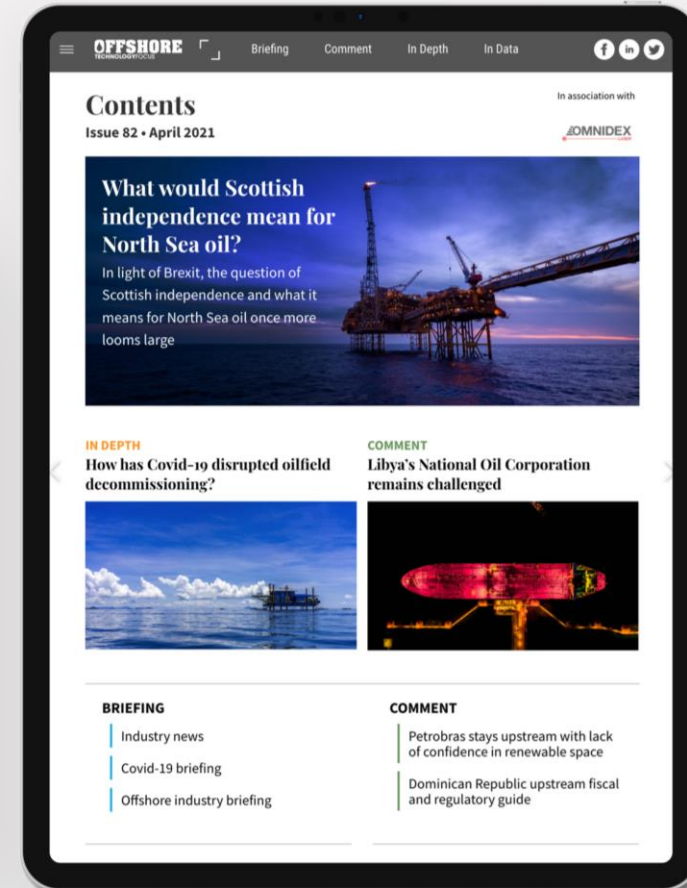 OFFSHORE
TECHNOLOGYFOCUS
Briefing
Comment
In Depth
In Data
Contents
Issue 82 • April 2021
In association with
OMNIDEX
What would Scottish
independence mean for
North Sea oil?
In light of Brexit, the question of
Scottish independence and what it
means for North Sea oil once more
looms large
IN DEPTH
How has Covid-19 disrupted oilfield
decommissioning?
COMMENT
Libya's National Oil Corporation
remains challenged
BRIEFING
Industry news
Covid-19 briefing
Offshore industry briefing
COMMENT
Petrobras stays upstream with lack
of confidence in renewable space
Dominican Republic upstream fiscal
and regulatory guide